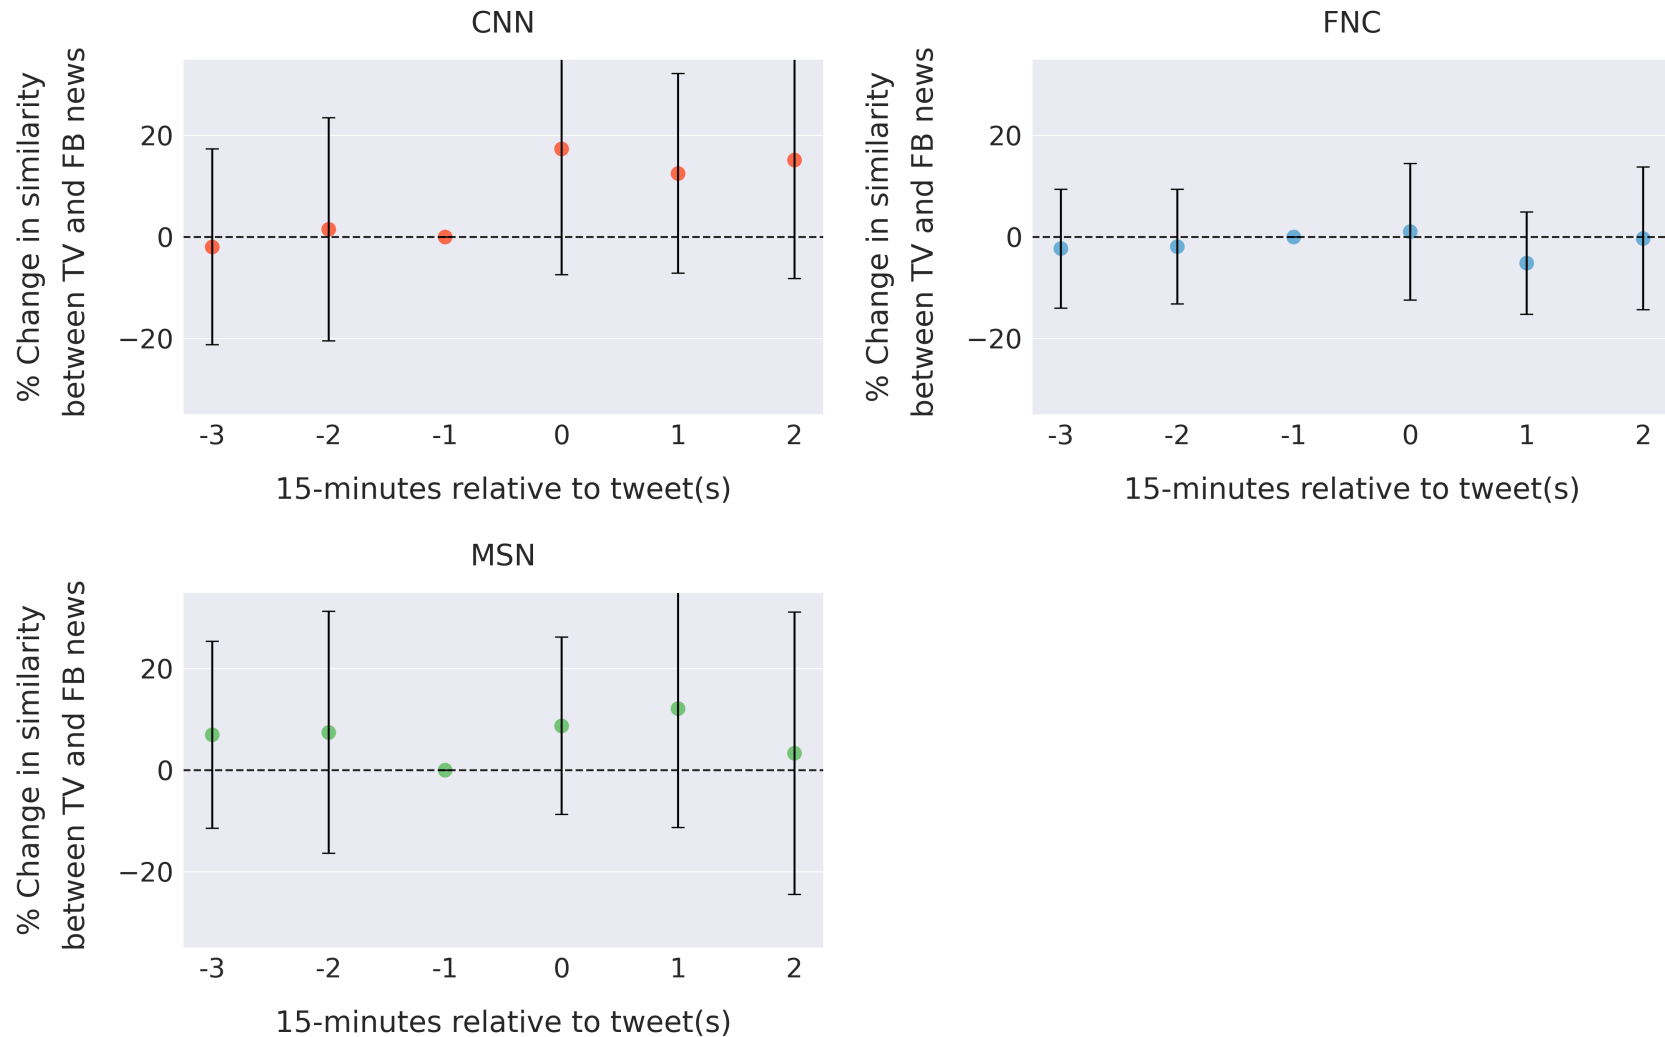 CNN
% Change in similarity
between TV and FB news
20
0
−20
-3 -2 -1 0 1 2
15-minutes relative to tweet(s)
FNC
% Change in similarity
between TV and FB news
20
0
−20
-3 -2 -1 0 1 2
15-minutes relative to tweet(s)
MSN
% Change in similarity
between TV and FB news
20
0
−20
-3 -2 -1 0 1 2
15-minutes relative to tweet(s)